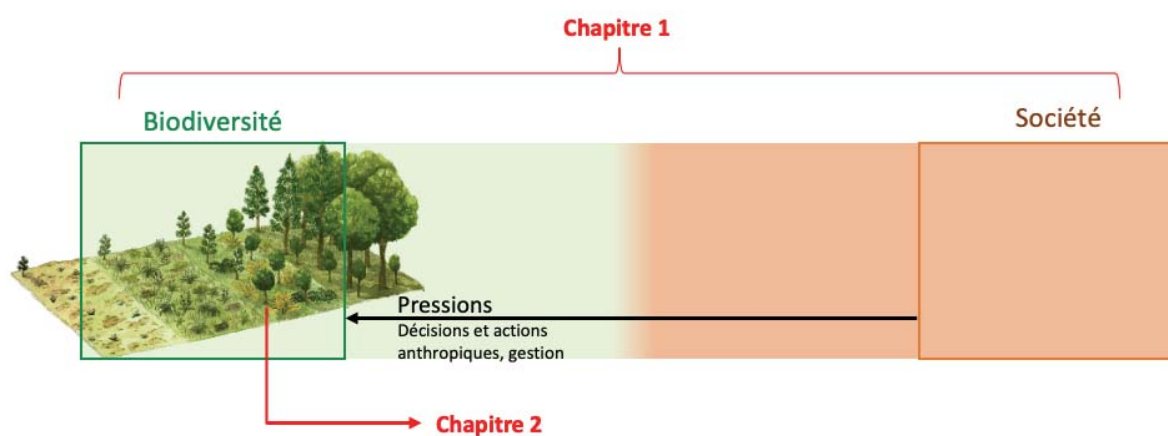 Chapitre 1
Biodiversité
Société
Pressions
Décisions et actions
anthropiques, gestion
Chapitre 2